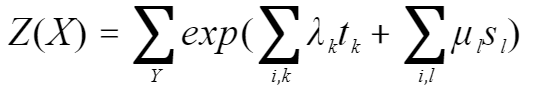 Z(X) = ∑_Y exp(∑_{i,k} λ_k t_k + ∑_{i,l} μ_l s_l)